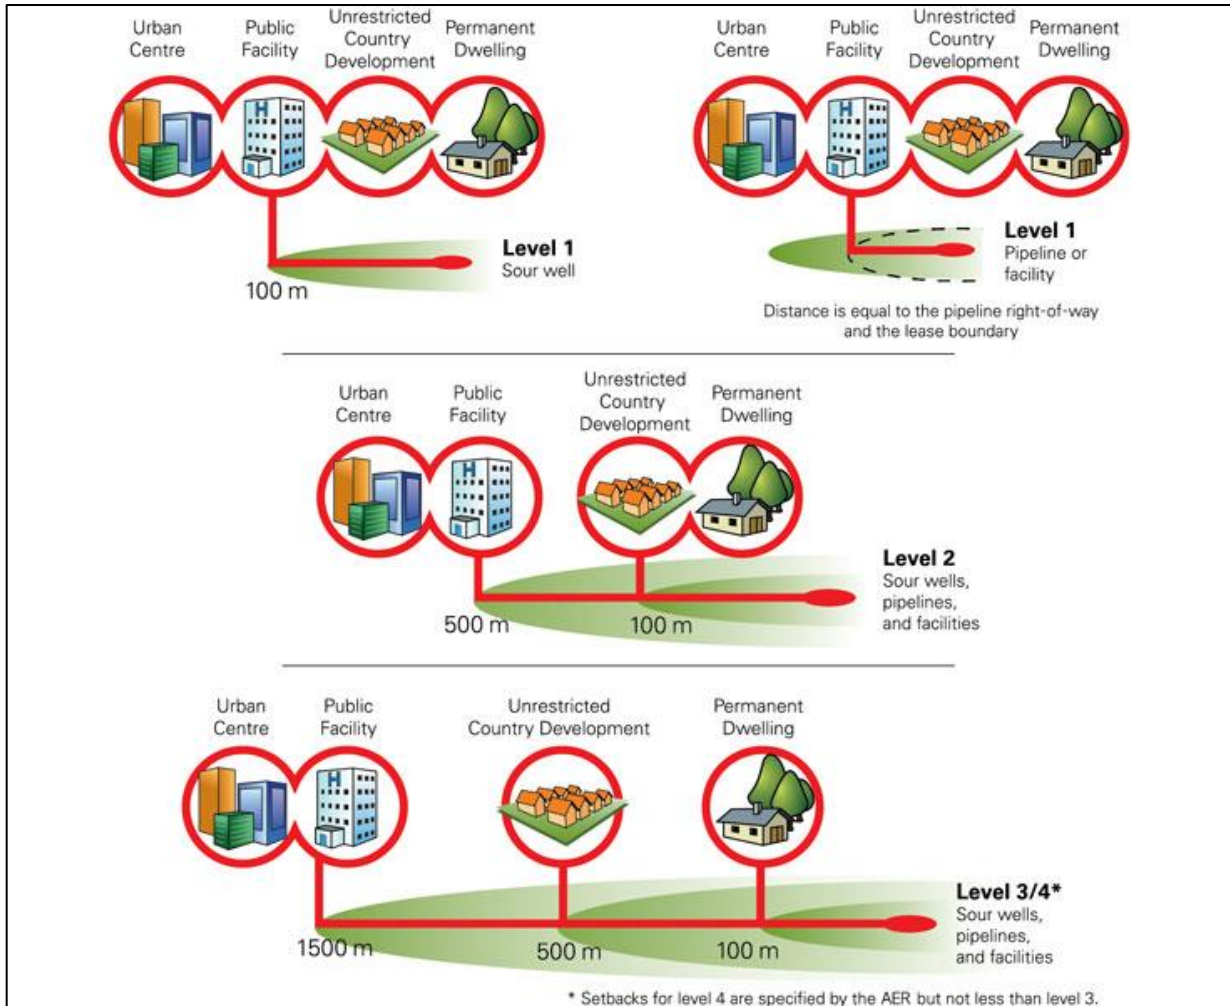 Urban
Centre
Public
Facility
Unrestricted
Country
Development
Permanent
Dwelling
H
Level 1
Sour well
100 m
Urban
Centre
Public
Facility
Unrestricted
Country
Development
Permanent
Dwelling
H
Level 1
Pipeline or
facility
Distance is equal to the pipeline right-of-way
and the lease boundary
Urban
Centre
Public
Facility
Unrestricted
Country
Development
Permanent
Dwelling
H
Level 2
Sour wells,
pipelines,
and facilities
500 m
100 m
Urban
Centre
Public
Facility
Unrestricted
Country Development
Permanent
Dwelling
H
Level 3/4*
Sour wells,
pipelines,
and facilities
1500 m
500 m
100 m
* Setbacks for level 4 are specified by the AER but not less than level 3.